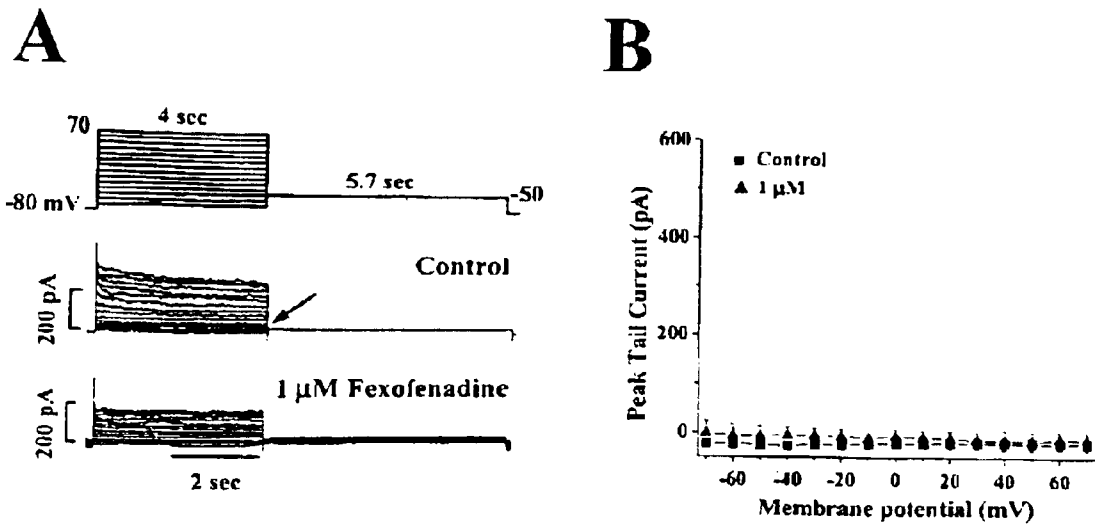 A
4 sec
70
-80 mV
5.7 sec
-50
Control
200 pA
1 µM Fexofenadine
200 pA
2 sec
B
Control
1 µM
600
400
200
0
Peak Tail Current (pA)
-60 -40 -20 0 20 40 60
Membrane potential (mV)